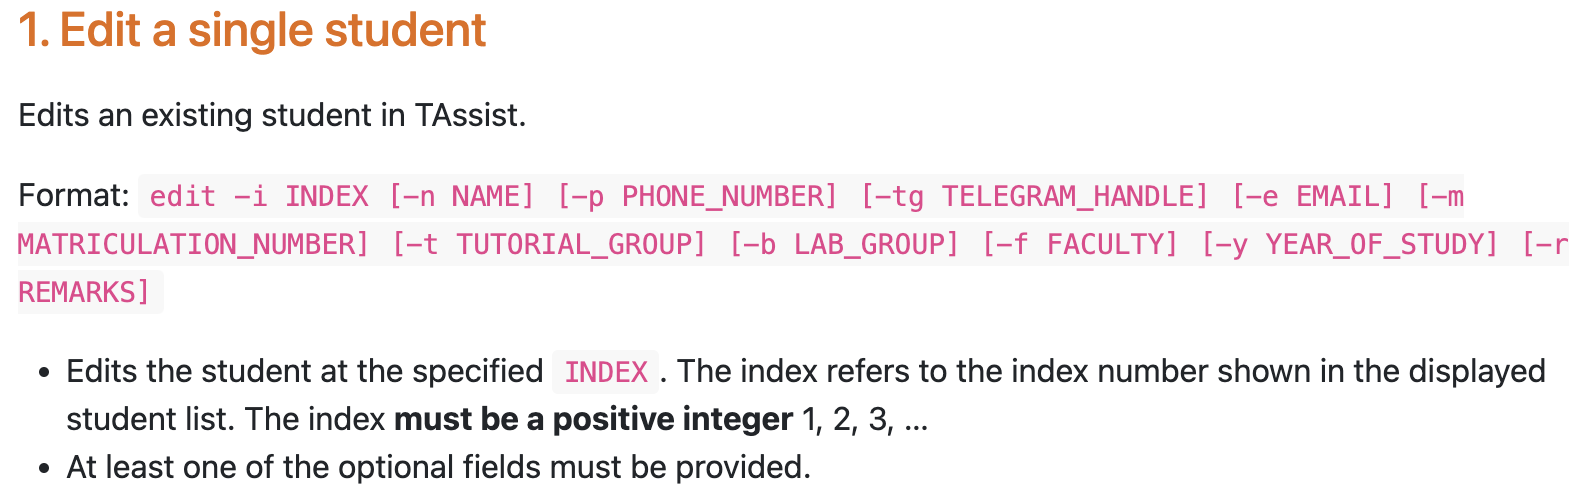 1. Edit a single student
Edits an existing student in TAssist.
Format: edit -i INDEX [-n NAME] [-p PHONE_NUMBER] [-tg TELEGRAM_HANDLE] [-e EMAIL] [-m
MATRICULATION_NUMBER] [-t TUTORIAL_GROUP] [-b LAB_GROUP] [-f FACULTY] [-y YEAR_OF_STUDY] [-r
REMARKS]
• Edits the student at the specified INDEX. The index refers to the index number shown in the displayed
student list. The index must be a positive integer 1, 2, 3, ...
• At least one of the optional fields must be provided.